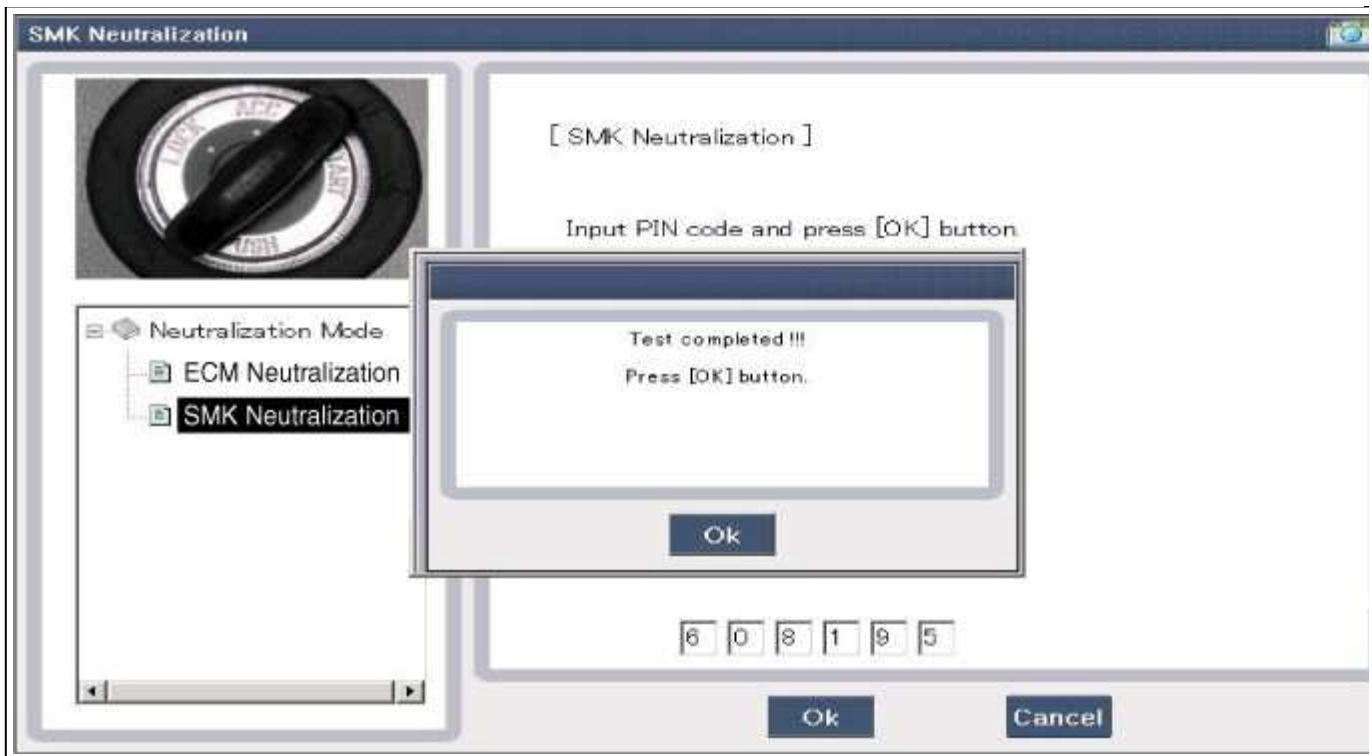 SMK Neutralization
LOCK
ACC
START
[ SMK Neutralization ]
Input PIN code and press [OK] button
Neutralization Mode
ECM Neutralization
SMK Neutralization
Test completed !!!
Press [OK] button.
Ok
6 0 8 1 9 5
Ok Cancel